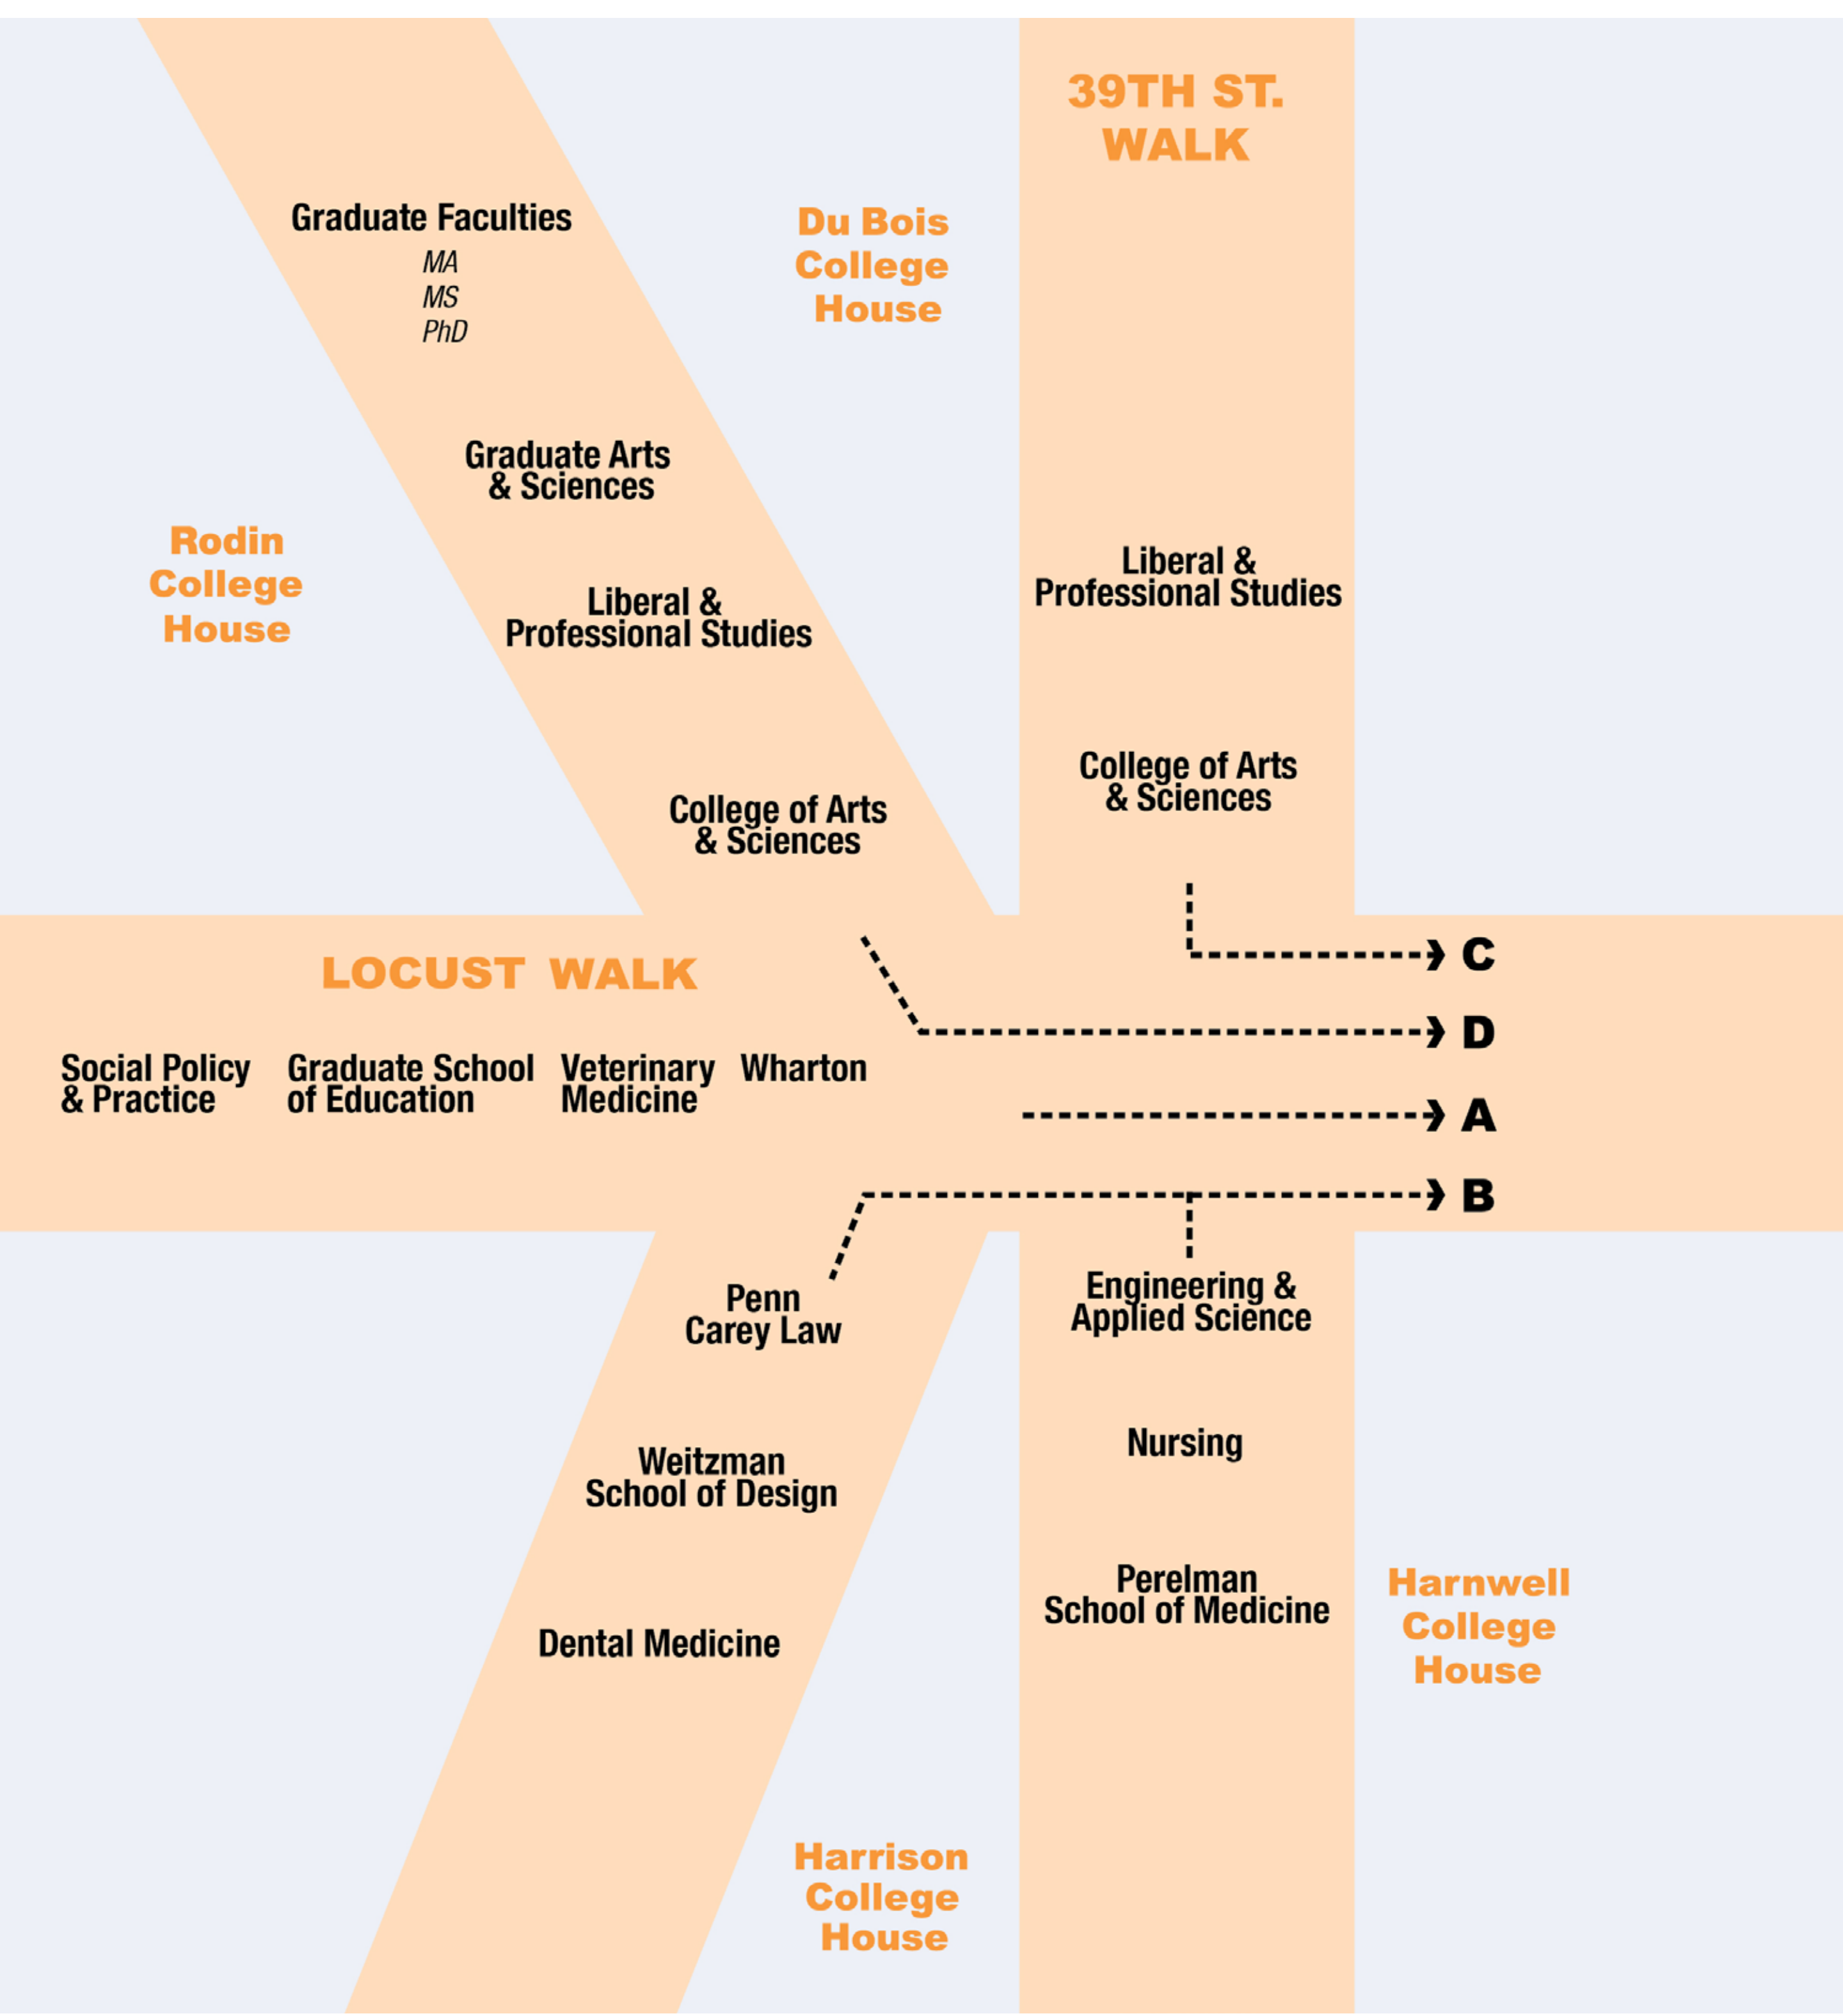 39TH ST.
WALK
Graduate Faculties
MA
MS
PhD
Du Bois
College
House
Graduate Arts
& Sciences
Rodin
College
House
Liberal &
Professional Studies
Liberal &
Professional Studies
College of Arts
& Sciences
College of Arts
& Sciences
LOCUST WALK
C
D
Social Policy
& Practice
Graduate School
of Education
Veterinary
Medicine
Wharton
A
B
Penn
Carey Law
Engineering &
Applied Science
Weitzman
School of Design
Nursing
Perelman
School of Medicine
Dental Medicine
Harnwell
College
House
Harrison
College
House